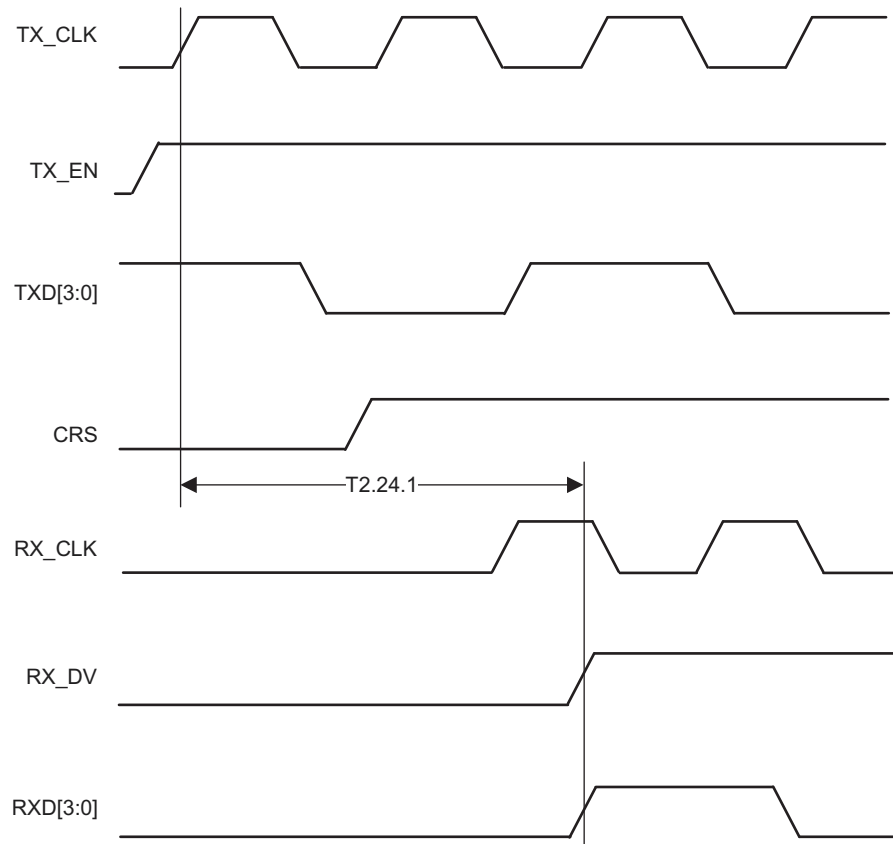 TX_CLK
TX_EN
TXD[3:0]
CRS
T2.24.1
RX_CLK
RX_DV
RXD[3:0]